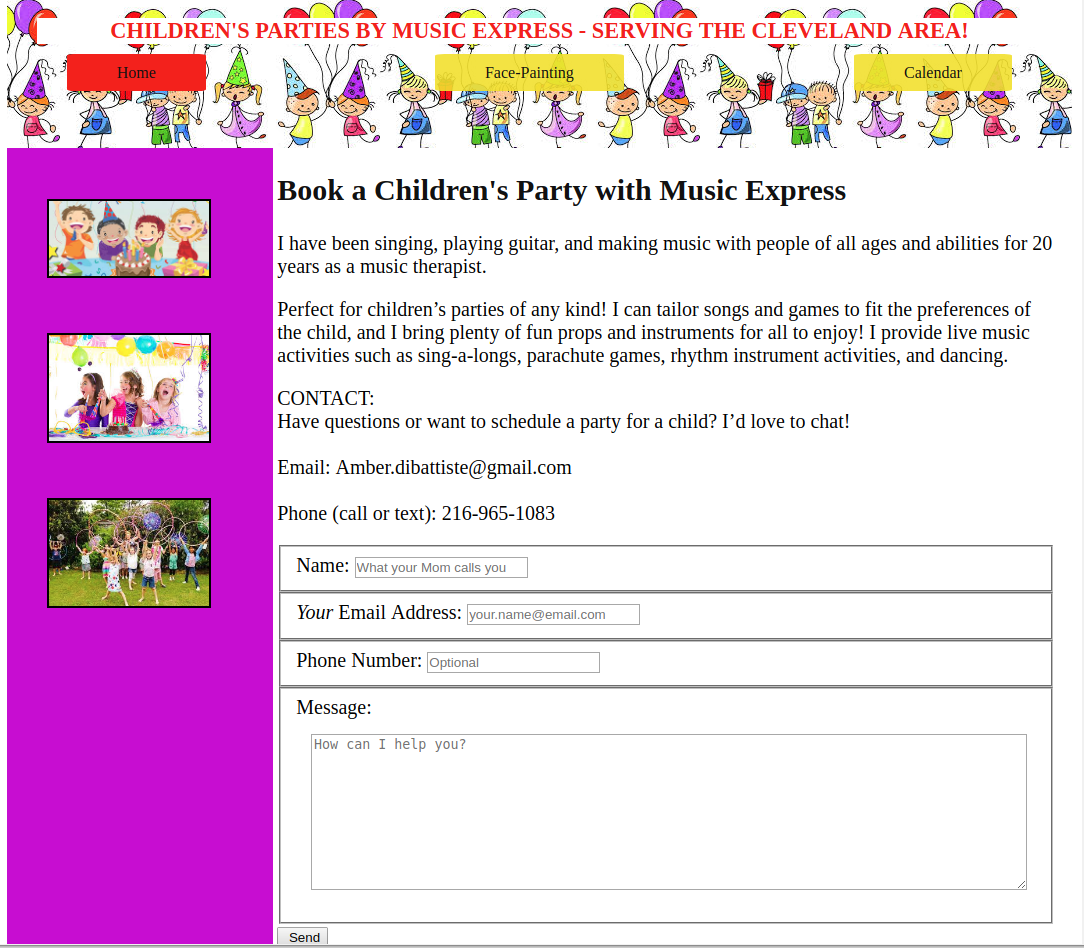 CHILDREN'S PARTIES BY MUSIC EXPRESS - SERVING THE CLEVELAND AREA!
Home
Face-Painting
Calendar
Book a Children's Party with Music Express
I have been singing, playing guitar, and making music with people of all ages and abilities for 20
years as a music therapist.
Perfect for children’s parties of any kind! I can tailor songs and games to fit the preferences of
the child, and I bring plenty of fun props and instruments for all to enjoy! I provide live music
activities such as sing-a-longs, parachute games, rhythm instrument activities, and dancing.
CONTACT:
Have questions or want to schedule a party for a child? I’d love to chat!
Email: Amber.dibattiste@gmail.com
Phone (call or text): 216-965-1083
Name: What your Mom calls you
Your Email Address: your.name@email.com
Phone Number: Optional
Message:
How can I help you?
Send